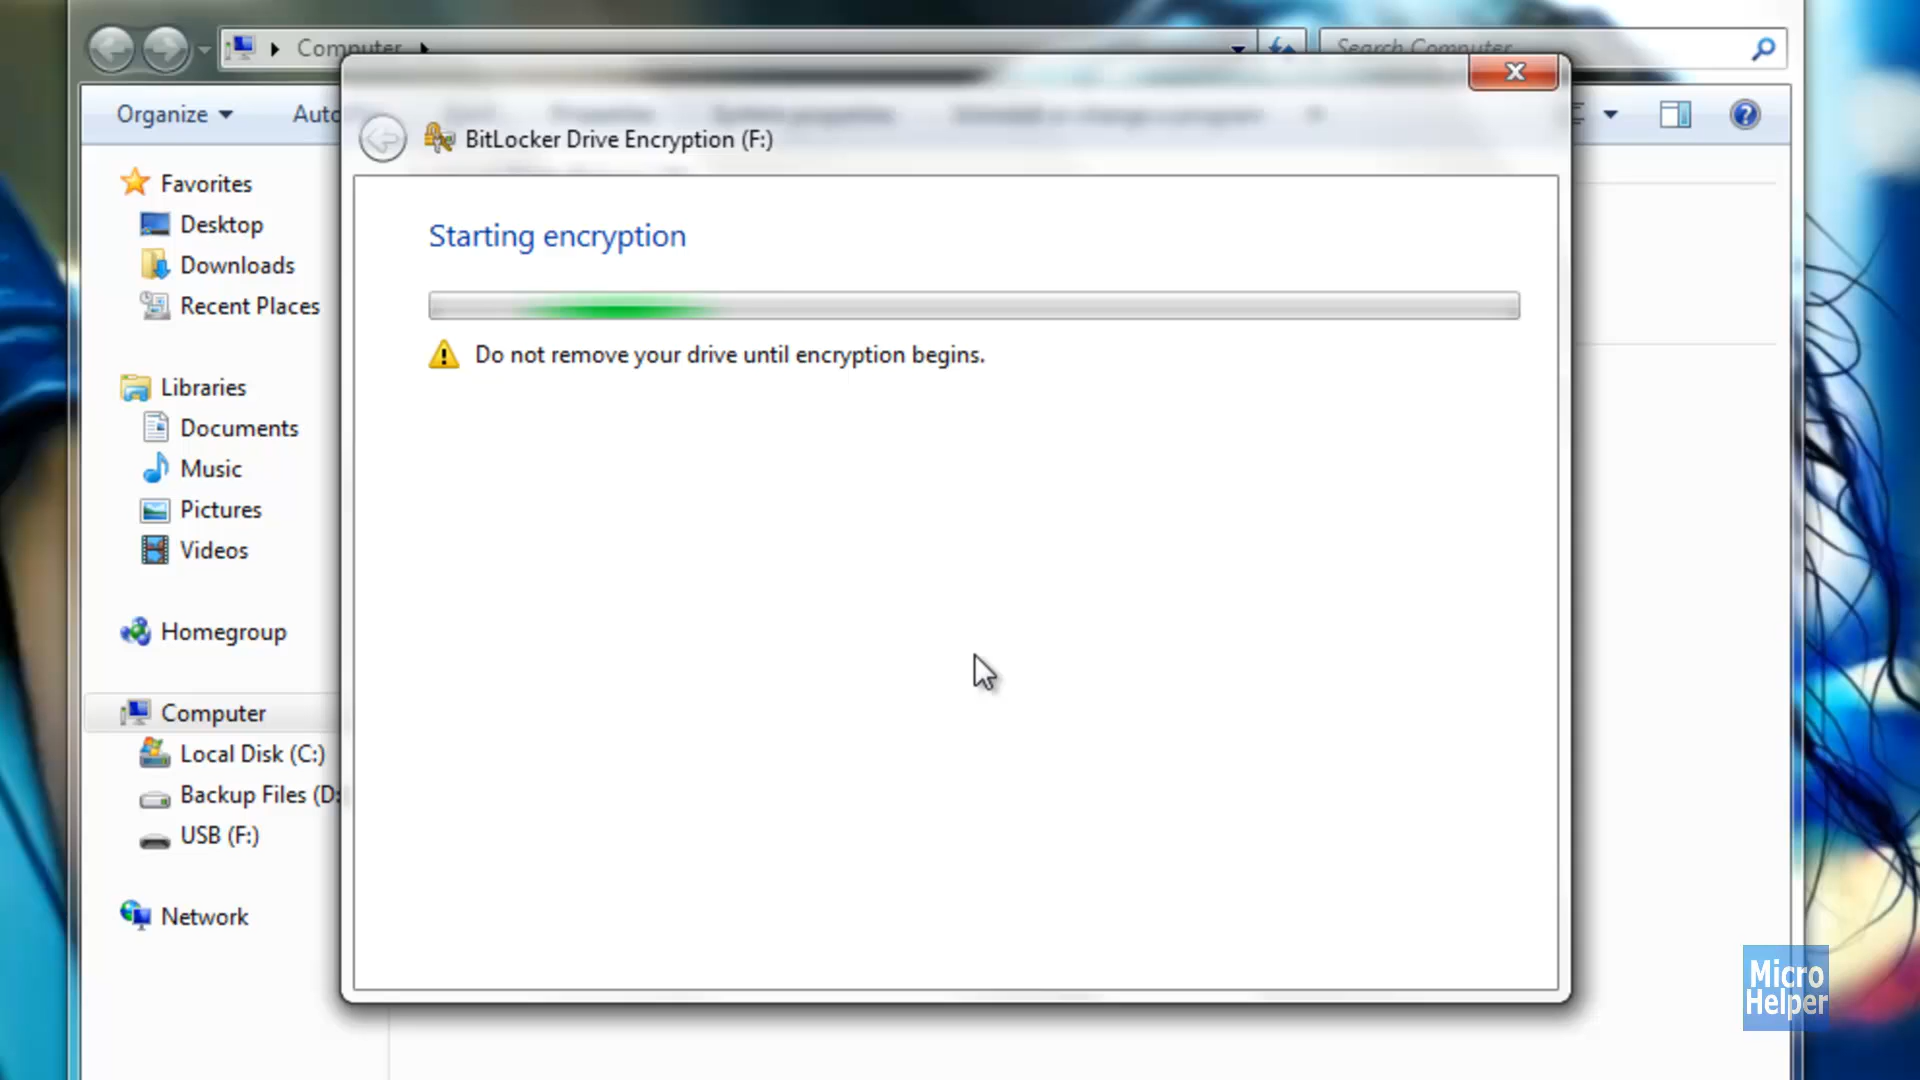 Computer
Search Computer
Organize
Auto
BitLocker Drive Encryption (F:)
Favorites
Desktop
Downloads
Recent Places
Libraries
Documents
Music
Pictures
Videos
Homegroup
Computer
Local Disk (C:)
Backup Files (D:
USB (F:)
Network
Starting encryption
Do not remove your drive until encryption begins.
Micro
Helper